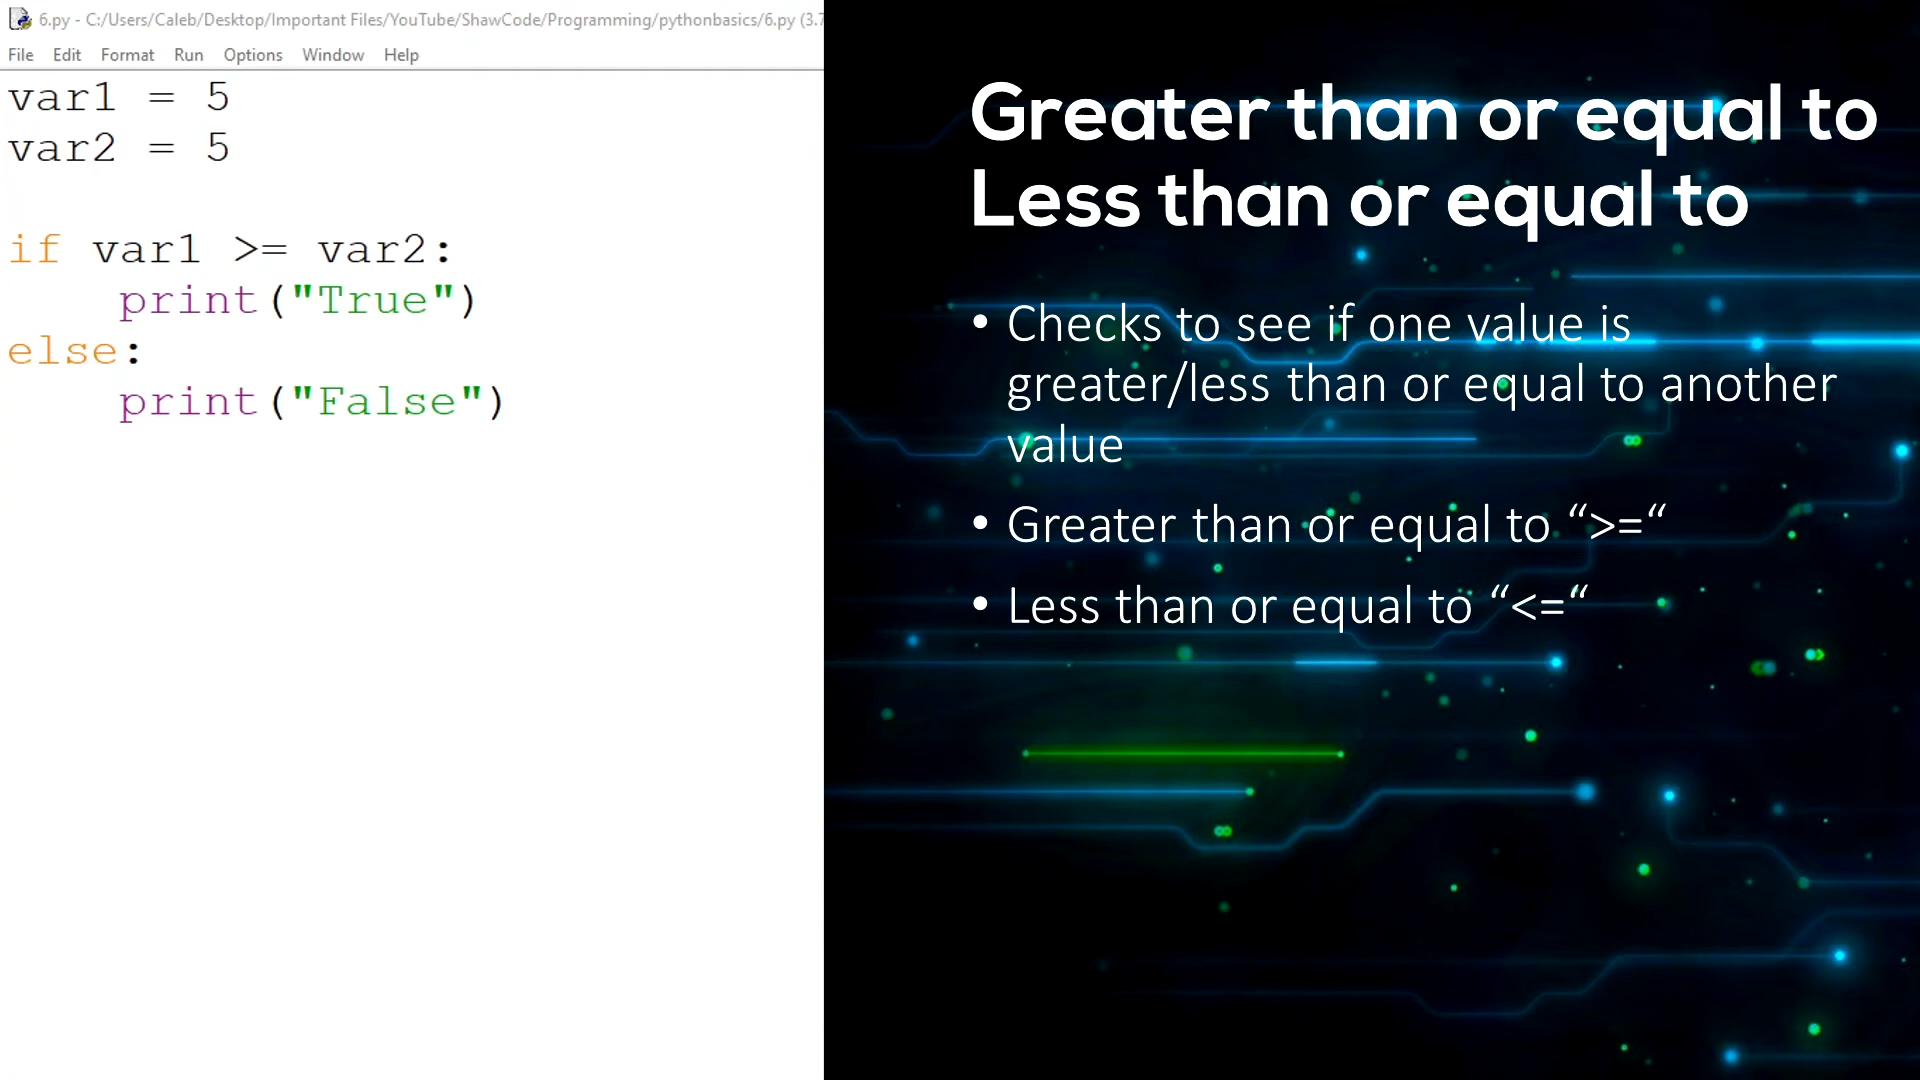 6.py - C:/Users/Caleb/Desktop/Important Files/YouTube/ShawCode/Programming/pythonbasics/6.py (3.7
File Edit Format Run Options Window Help
var1 = 5
var2 = 5
if var1 >= var2:
    print("True")
else:
    print("False")
Greater than or equal to
Less than or equal to
• Checks to see if one value is
greater/less than or equal to another
value
• Greater than or equal to “>=“
• Less than or equal to “<=“